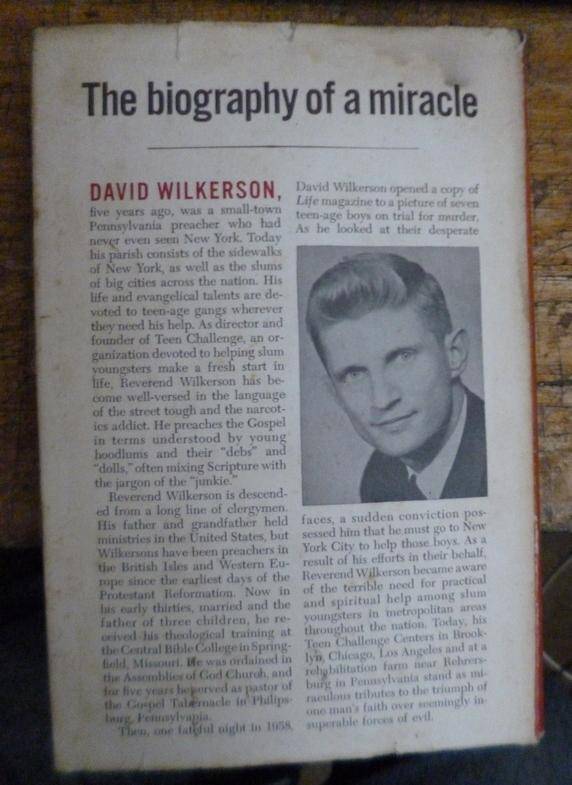 The biography of a miracle
DAVID WILKERSON,
five years ago, was a small-town
Pennsylvania preacher who had
never even seen New York. Today
his parish consists of the sidewalks
of New York, as well as the slums
of big cities across the nation. His
life and evangelical talents are de-
voted to teen-age gangs wherever
they need his help. As director and
founder of Teen Challenge, an or-
ganization devoted to helping slum
youngsters make a fresh start in
life, Reverend Wilkerson has be-
come well-versed in the language
of the street tough and the narcot-
ics addict. He preaches the Gospel
in terms understood by young
hoodlums and their "debs" and
"dolls," often mixing Scripture with
the jargon of the "junkie."
Reverend Wilkerson is descend-
ed from a long line of clergymen.
His father and grandfather held
ministries in the United States, but
Wilkersons have been preachers in
the British Isles and Western Eu-
rope since the earliest days of the
Protestant Reformation. Now in
his early thirties, married and the
father of three children, he re-
ceived his theological training at
the Central Bible College in Spring-
field, Missouri. He was ordained in
the Assemblies of God Church, and
for five years he served as pastor of
the Gospel Tabernacle in Philips-
burg, Pennsylvania.
Then, one fateful night in 1958,
David Wilkerson opened a copy of
Life magazine to a picture of seven
teen-age boys on trial for murder.
As he looked at their desperate
faces, a sudden conviction pos-
sessed him that he must go to New
York City to help those boys. As a
result of his efforts in their behalf,
Reverend Wilkerson became aware
of the terrible need for practical
and spiritual help among slum
youngsters in metropolitan areas
throughout the nation. Today, his
Teen Challenge Centers in Brook-
lyn, Chicago, Los Angeles and at a
rehabilitation farm near Rehrers-
burg in Pennsylvania stand as mi-
raculous tributes to the triumph of
one man's faith over seemingly in-
superable forces of evil.